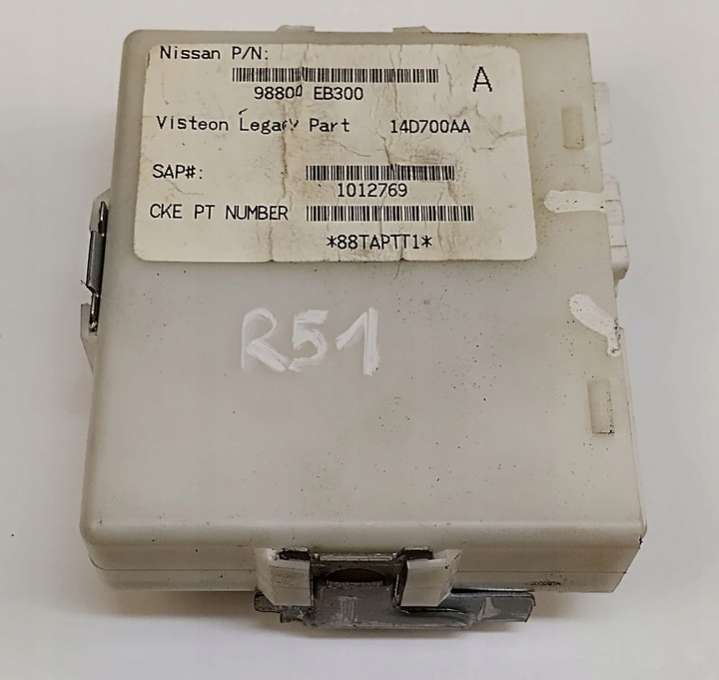 Nissan P/N:
A
98800 EB300
Visteon Legacy Part 14D700AA
SAP#:
1012769
CKE PT NUMBER
*88TAPTT1*
R51